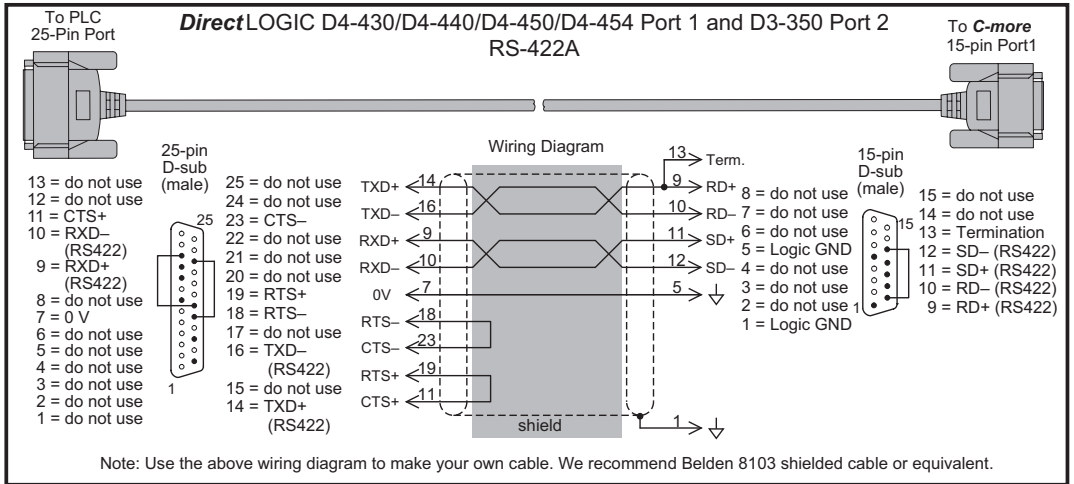 To PLC
25-Pin Port
DirectLOGIC D4-430/D4-440/D4-450/D4-454 Port 1 and D3-350 Port 2
RS-422A
To C-more
15-pin Port1
25-pin
D-sub
(male)
13 = do not use
12 = do not use
11 = CTS+
10 = RXD–
(RS422)
9 = RXD+
(RS422)
8 = do not use
7 = 0 V
6 = do not use
5 = do not use
4 = do not use
3 = do not use
2 = do not use
1 = do not use
25
1
25 = do not use
24 = do not use
23 = CTS–
22 = do not use
21 = do not use
20 = do not use
19 = RTS+
18 = RTS–
17 = do not use
16 = TXD–
(RS422)
15 = do not use
14 = TXD+
(RS422)
Wiring Diagram
TXD+ 14
TXD– 16
RXD+ 9
RXD– 10
0V 7
RTS– 18
CTS– 23
RTS+ 19
CTS+ 11
shield
13 Term.
9 RD+
10 RD–
11 SD+
12 SD–
5
1
8 = do not use
7 = do not use
6 = do not use
5 = Logic GND
4 = do not use
3 = do not use
2 = do not use
1 = Logic GND
15-pin
D-sub
(male)
15
1
15 = do not use
14 = do not use
13 = Termination
12 = SD– (RS422)
11 = SD+ (RS422)
10 = RD– (RS422)
9 = RD+ (RS422)
Note: Use the above wiring diagram to make your own cable. We recommend Belden 8103 shielded cable or equivalent.